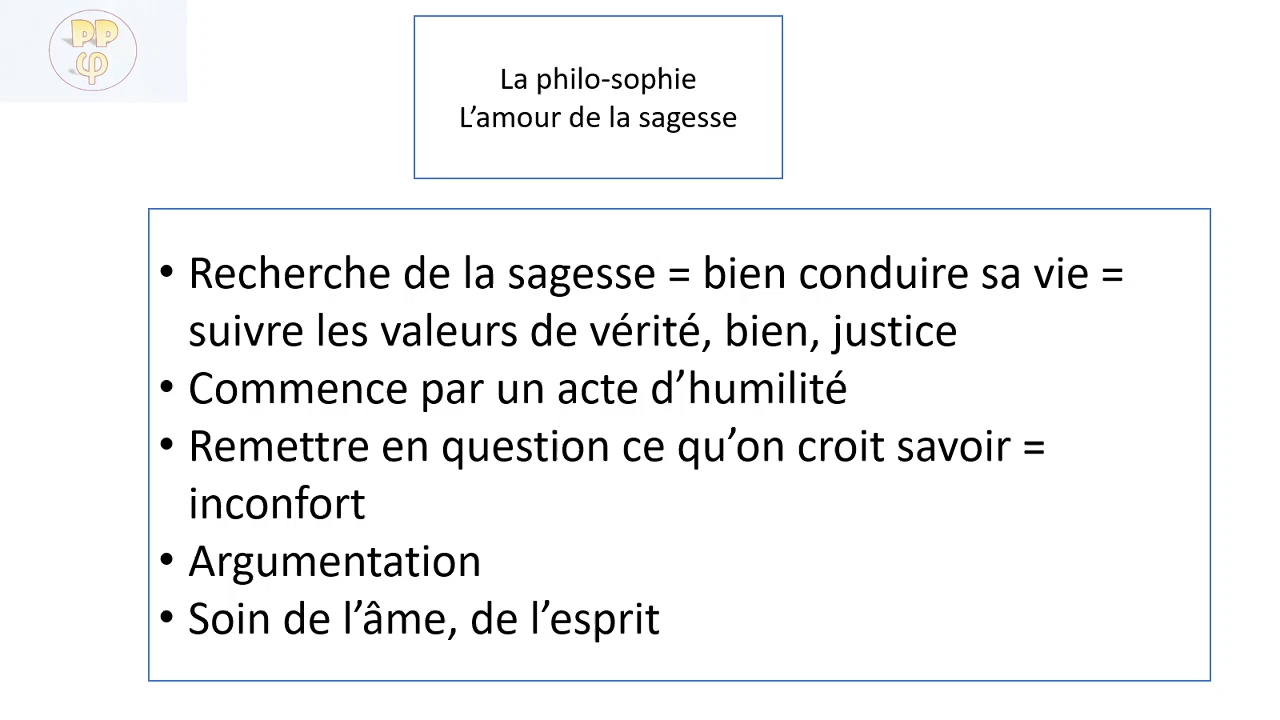 PP
φ
La philo-sophie
L’amour de la sagesse
• Recherche de la sagesse = bien conduire sa vie =
suivre les valeurs de vérité, bien, justice
• Commence par un acte d’humilité
• Remettre en question ce qu’on croit savoir =
inconfort
• Argumentation
• Soin de l’âme, de l’esprit